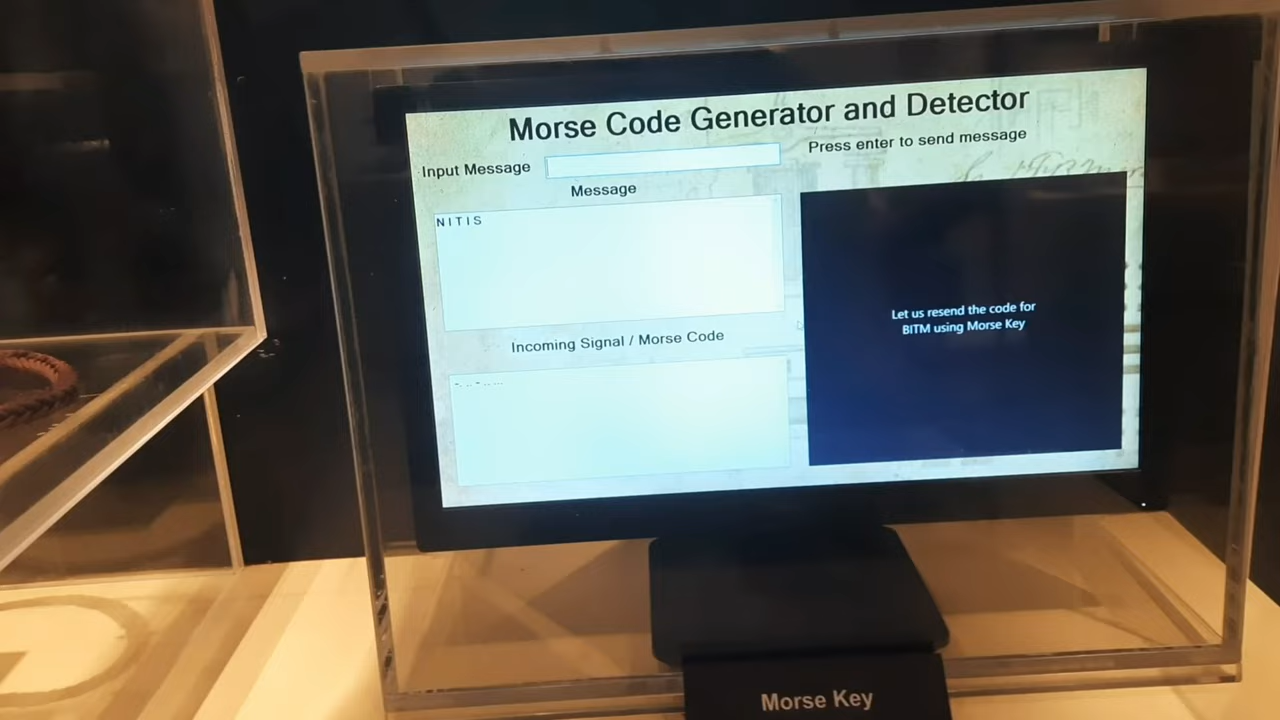 Morse Code Generator and Detector
Input Message
Press enter to send message
Message
N I T I S
Let us resend the code for
BITM using Morse Key
Incoming Signal / Morse Code
-. .. - .. ...
Morse Key